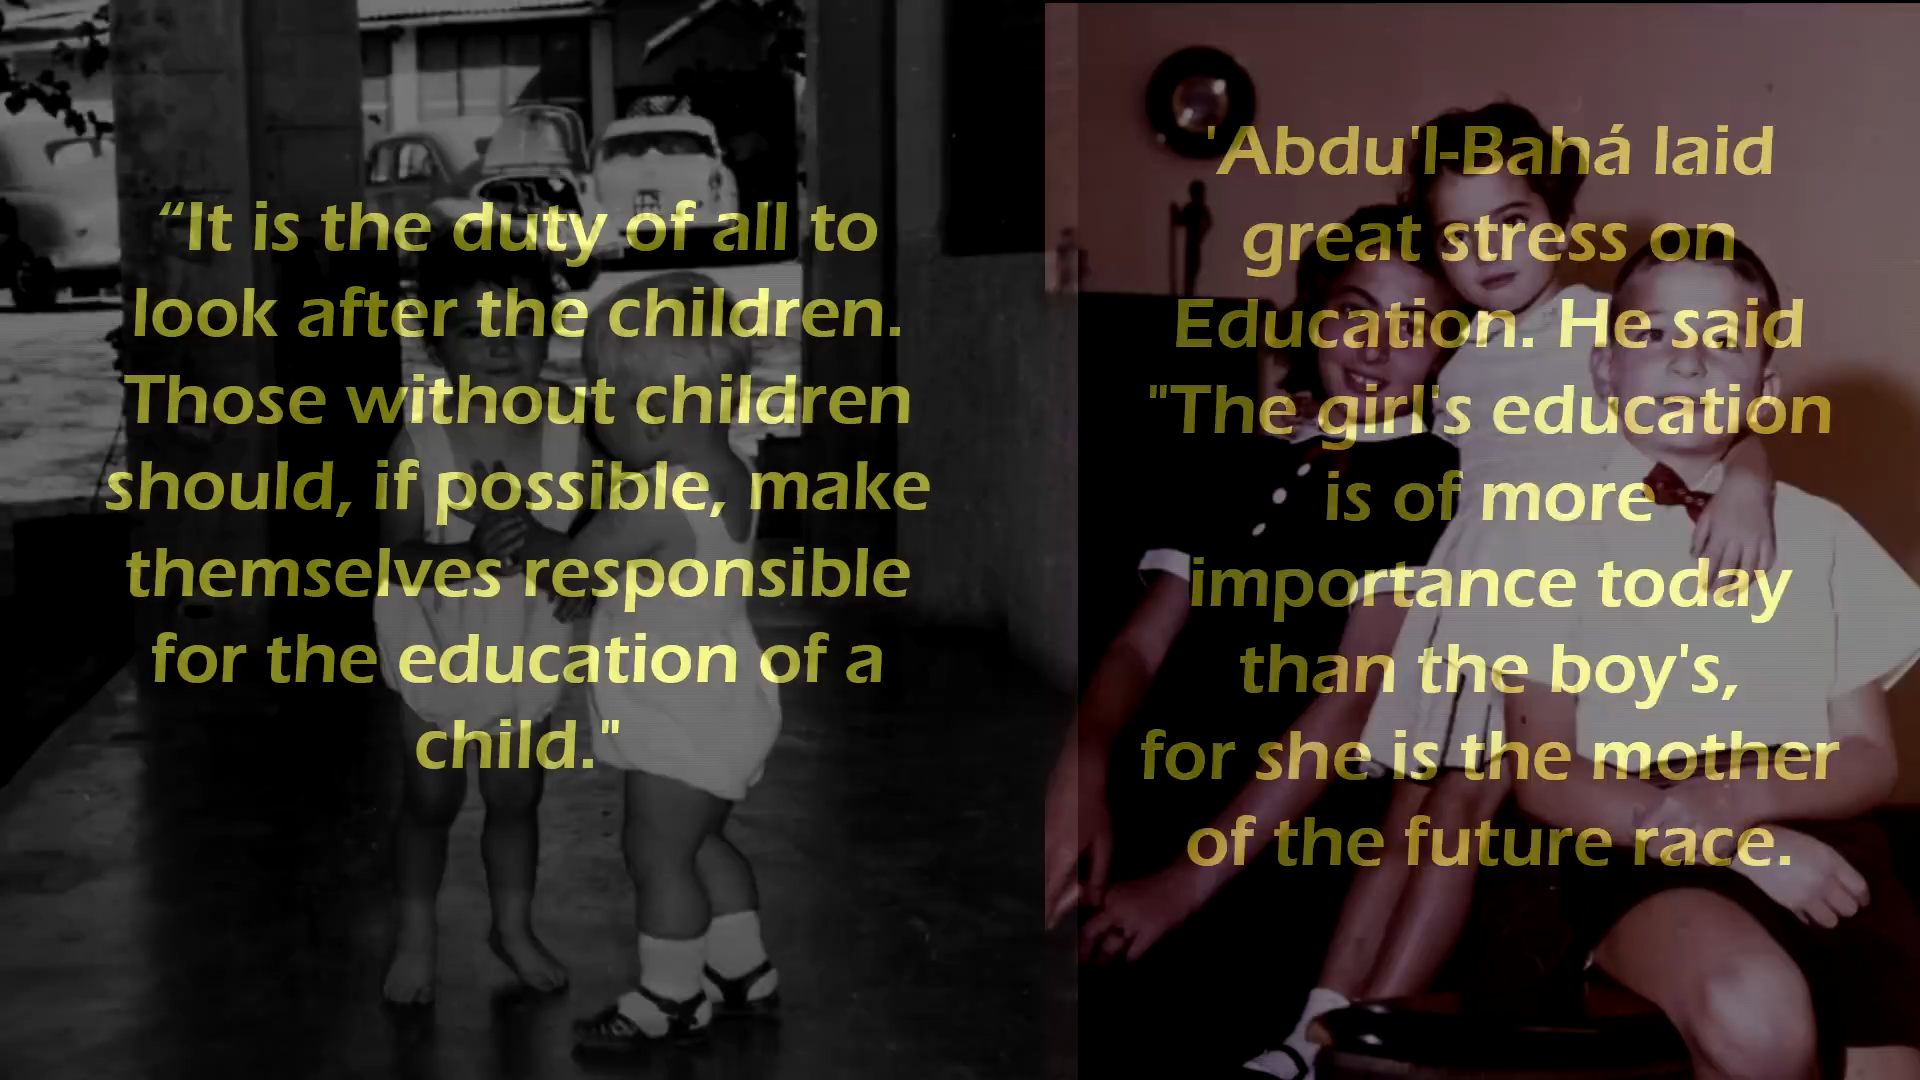 “It is the duty of all to
look after the children.
Those without children
should, if possible, make
themselves responsible
for the education of a
child."
'Abdu'l-Bahá laid
great stress on
Education. He said
"The girl's education
is of more
importance today
than the boy's,
for she is the mother
of the future race.